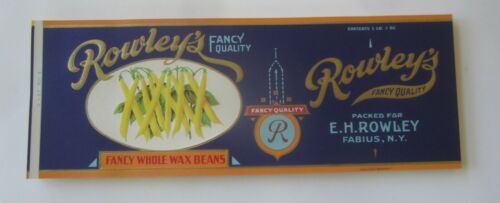 Rowley's
FANCY
QUALITY
FANCY WHOLE WAX BEANS
FANCY QUALITY
R
CONTENTS 1 LB. 3 OZ.
Rowley's
FANCY QUALITY
PACKED FOR
E.H. ROWLEY
FABIUS, N.Y.